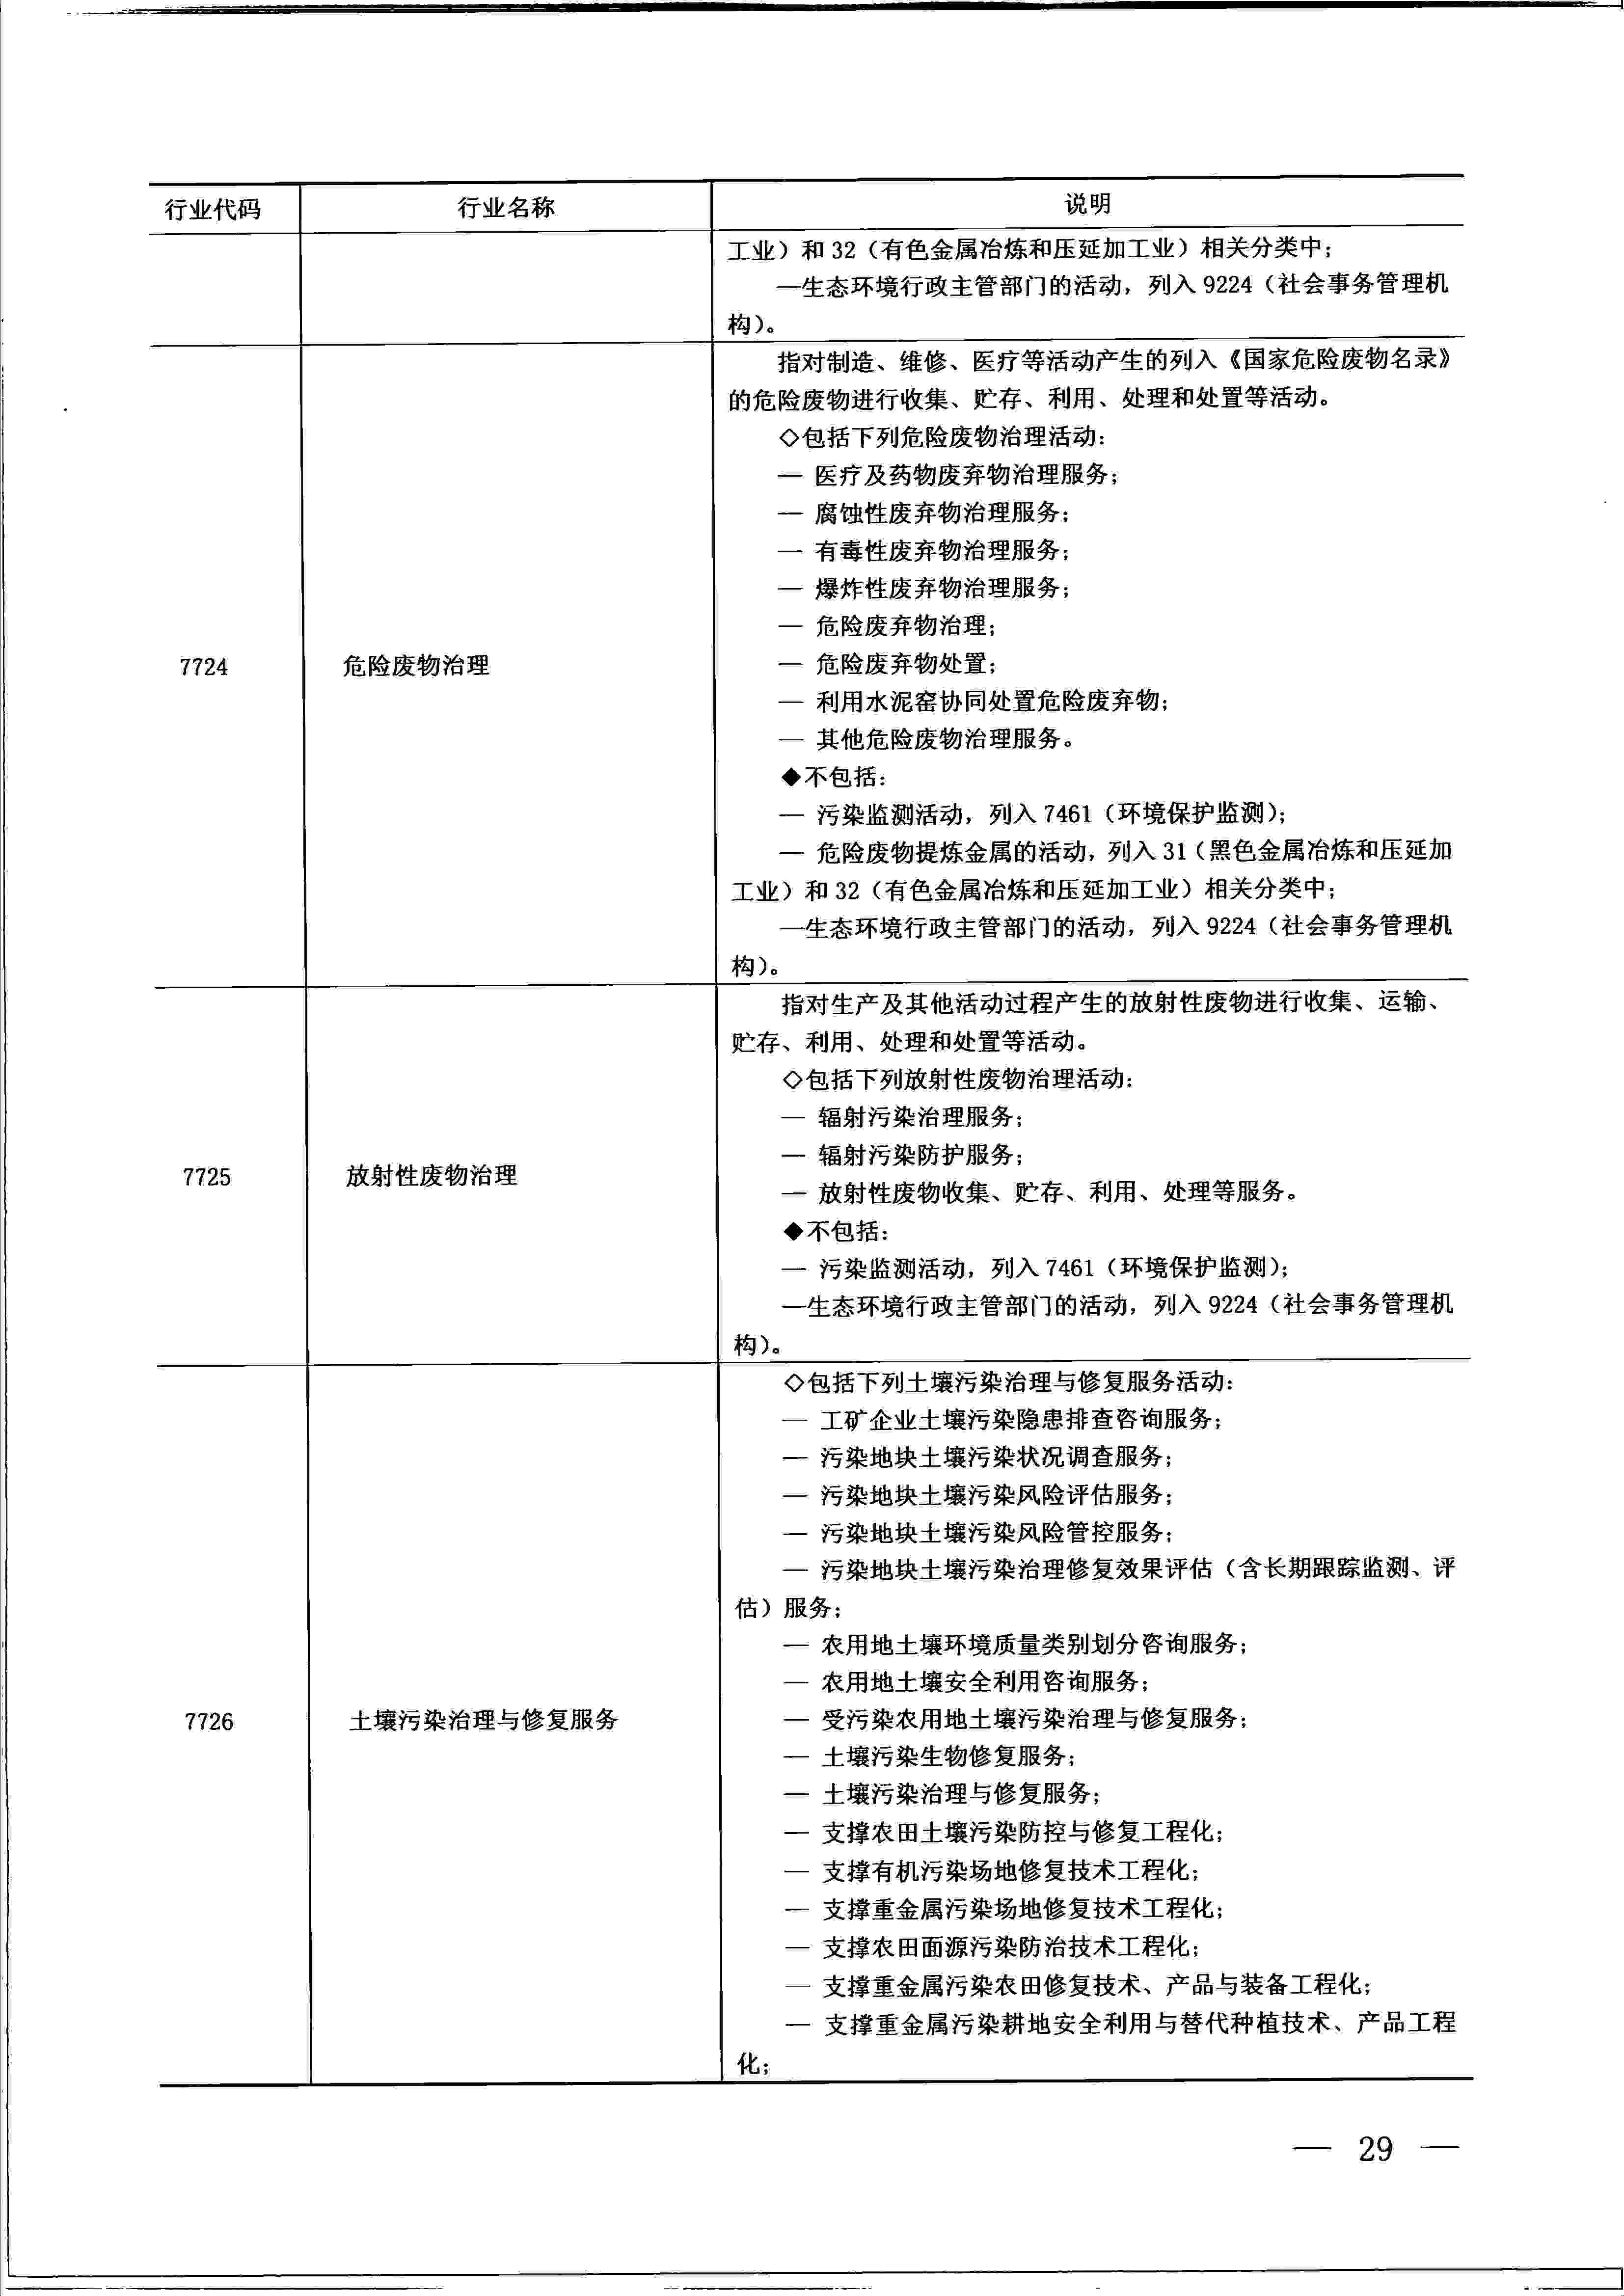 行业代码 行业名称 说明
工业）和 32（有色金属冶炼和压延加工业）相关分类中；
—生态环境行政主管部门的活动，列入 9224（社会事务管理机
构）。
指对制造、维修、医疗等活动产生的列入《国家危险废物名录》
的危险废物进行收集、贮存、利用、处理和处置等活动。
◇包括下列危险废物治理活动：
— 医疗及药物废弃物治理服务；
— 腐蚀性废弃物治理服务；
— 有毒性废弃物治理服务；
— 爆炸性废弃物治理服务；
— 危险废弃物治理；
7724 危险废物治理
— 危险废弃物处置；
— 利用水泥窑协同处置危险废弃物；
— 其他危险废物治理服务。
◆不包括：
— 污染监测活动，列入 7461（环境保护监测）；
— 危险废物提炼金属的活动，列入 31（黑色金属冶炼和压延加
工业）和 32（有色金属冶炼和压延加工业）相关分类中；
—生态环境行政主管部门的活动，列入 9224（社会事务管理机
构）。
指对生产及其他活动过程产生的放射性废物进行收集、运输、
贮存、利用、处理和处置等活动。
◇包括下列放射性废物治理活动：
— 辐射污染治理服务；
— 辐射污染防护服务；
7725 放射性废物治理
— 放射性废物收集、贮存、利用、处理等服务。
◆不包括：
— 污染监测活动，列入 7461（环境保护监测）；
—生态环境行政主管部门的活动，列入 9224（社会事务管理机
构）。
◇包括下列土壤污染治理与修复服务活动：
— 工矿企业土壤污染隐患排查咨询服务；
— 污染地块土壤污染状况调查服务；
— 污染地块土壤污染风险评估服务；
— 污染地块土壤污染风险管控服务；
— 污染地块土壤污染治理修复效果评估（含长期跟踪监测、评
估）服务；
— 农用地土壤环境质量类别划分咨询服务；
— 农用地土壤安全利用咨询服务；
7726 土壤污染治理与修复服务
— 受污染农用地土壤污染治理与修复服务；
— 土壤污染生物修复服务；
— 土壤污染治理与修复服务；
— 支撑农田土壤污染防控与修复工程化；
— 支撑有机污染场地修复技术工程化；
— 支撑重金属污染场地修复技术工程化；
— 支撑农田面源污染防治技术工程化；
— 支撑重金属污染农田修复技术、产品与装备工程化；
— 支撑重金属污染耕地安全利用与替代种植技术、产品工程
化；
— 29 —